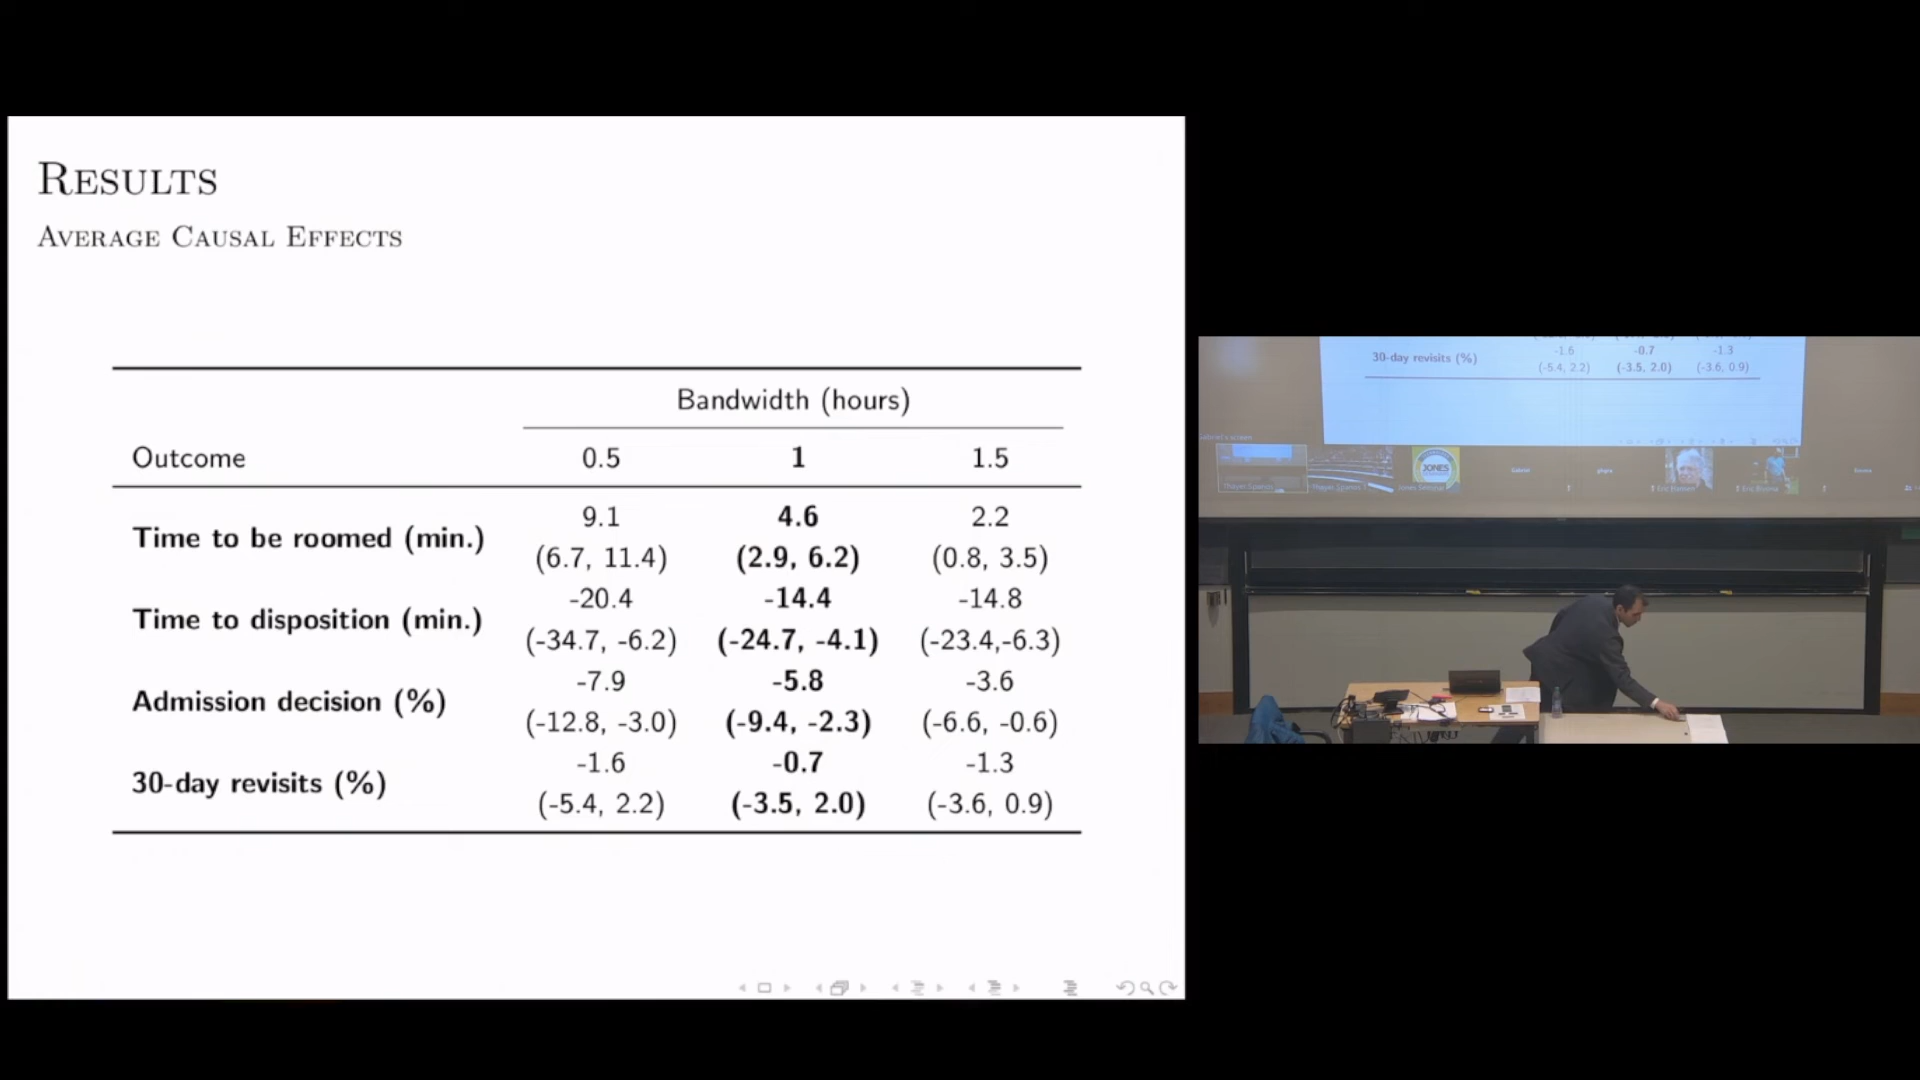 RESULTS
AVERAGE CAUSAL EFFECTS
Bandwidth (hours)
Outcome 0.5 1 1.5
Time to be roomed (min.) 9.1 4.6 2.2
(6.7, 11.4) (2.9, 6.2) (0.8, 3.5)
Time to disposition (min.) -20.4 -14.4 -14.8
(-34.7, -6.2) (-24.7, -4.1) (-23.4,-6.3)
Admission decision (%) -7.9 -5.8 -3.6
(-12.8, -3.0) (-9.4, -2.3) (-6.6, -0.6)
30-day revisits (%) -1.6 -0.7 -1.3
(-5.4, 2.2) (-3.5, 2.0) (-3.6, 0.9)
30-day revisits (%) -1.6 -0.7 -1.3
(-5.4, 2.2) (-3.5, 2.0) (-3.6, 0.9)
JONES